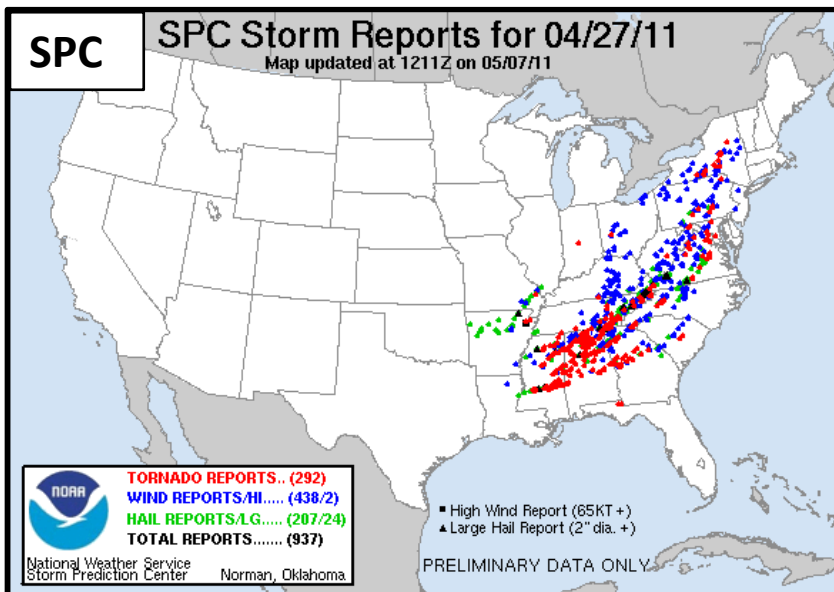 SPC
SPC Storm Reports for 04/27/11
Map updated at 1211Z on 05/07/11
NOAA
TORNADO REPORTS.. (292)
WIND REPORTS/HI..... (438/2)
HAIL REPORTS/LG..... (207/24)
TOTAL REPORTS....... (937)
National Weather Service
Storm Prediction Center Norman, Oklahoma
High Wind Report (65KT +)
Large Hail Report (2" dia. +)
PRELIMINARY DATA ONLY